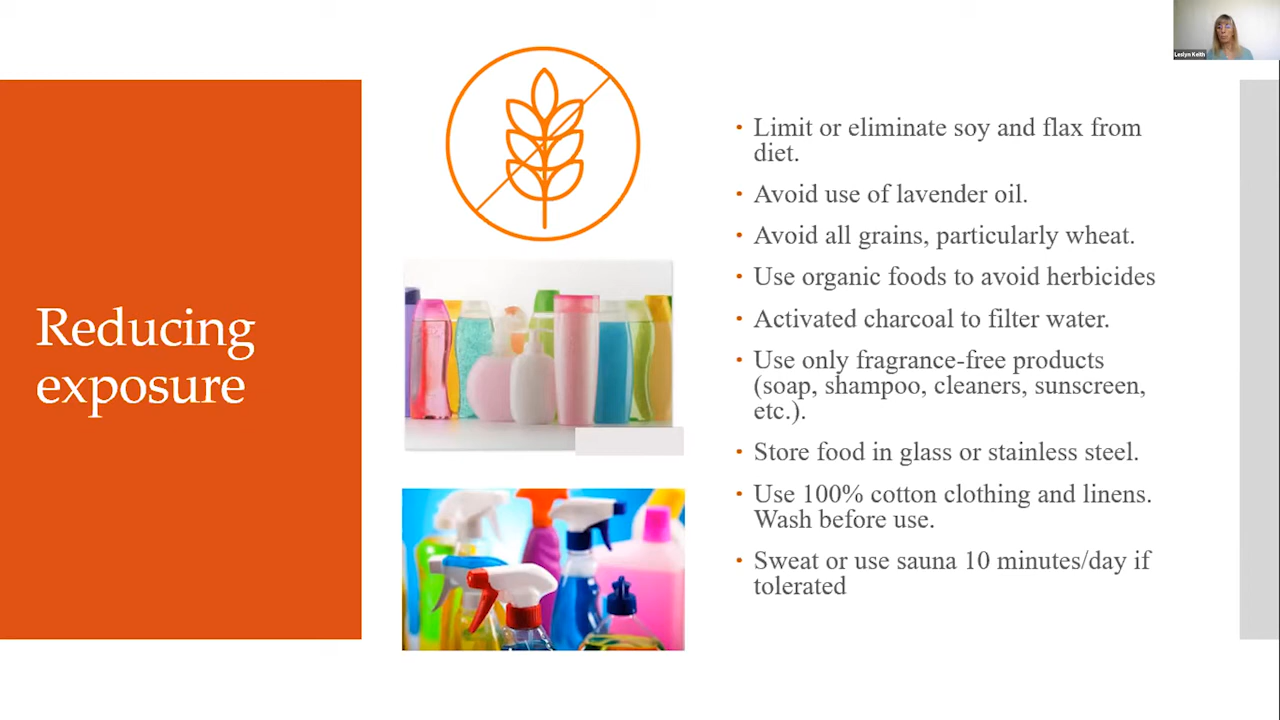 Leslyn Keith
Reducing
exposure
• Limit or eliminate soy and flax from
diet.
• Avoid use of lavender oil.
• Avoid all grains, particularly wheat.
• Use organic foods to avoid herbicides
• Activated charcoal to filter water.
• Use only fragrance-free products
(soap, shampoo, cleaners, sunscreen,
etc.).
• Store food in glass or stainless steel.
• Use 100% cotton clothing and linens.
Wash before use.
• Sweat or use sauna 10 minutes/day if
tolerated